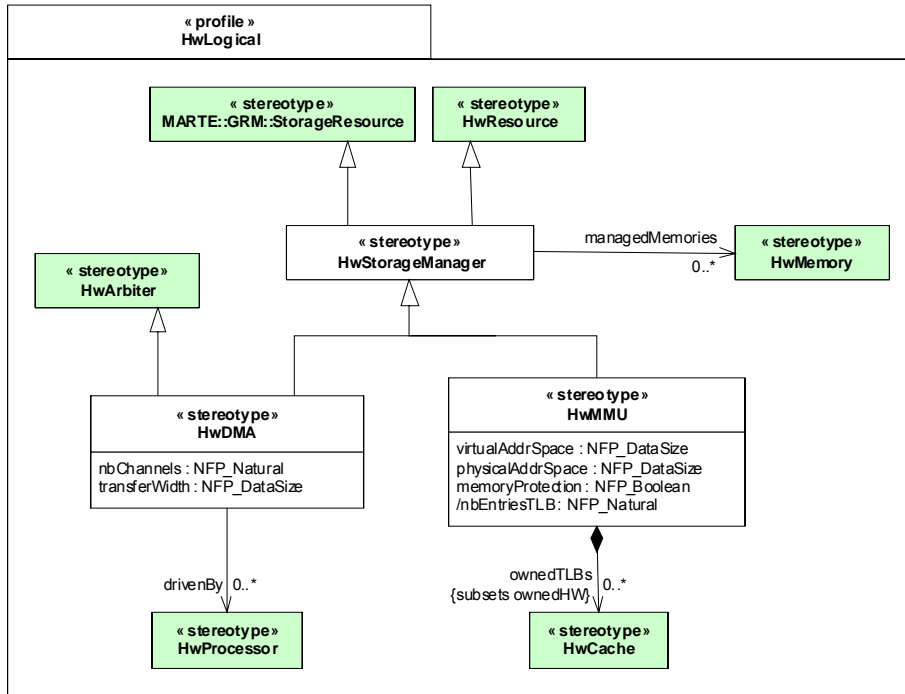 « profile »
HwLogical
« stereotype »
MARTE::GRM::StorageResource
« stereotype »
HwResource
« stereotype »
HwStorageManager
managedMemories
0..*
« stereotype »
HwMemory
« stereotype »
HwArbiter
« stereotype »
HwDMA
nbChannels : NFP_Natural
transferWidth : NFP_DataSize
« stereotype »
HwMMU
virtualAddrSpace : NFP_DataSize
physicalAddrSpace : NFP_DataSize
memoryProtection : NFP_Boolean
/nbEntriesTLB: NFP_Natural
drivenBy 0..*
ownedTLBs 0..*
{subsets ownedHW}
« stereotype »
HwProcessor
« stereotype »
HwCache